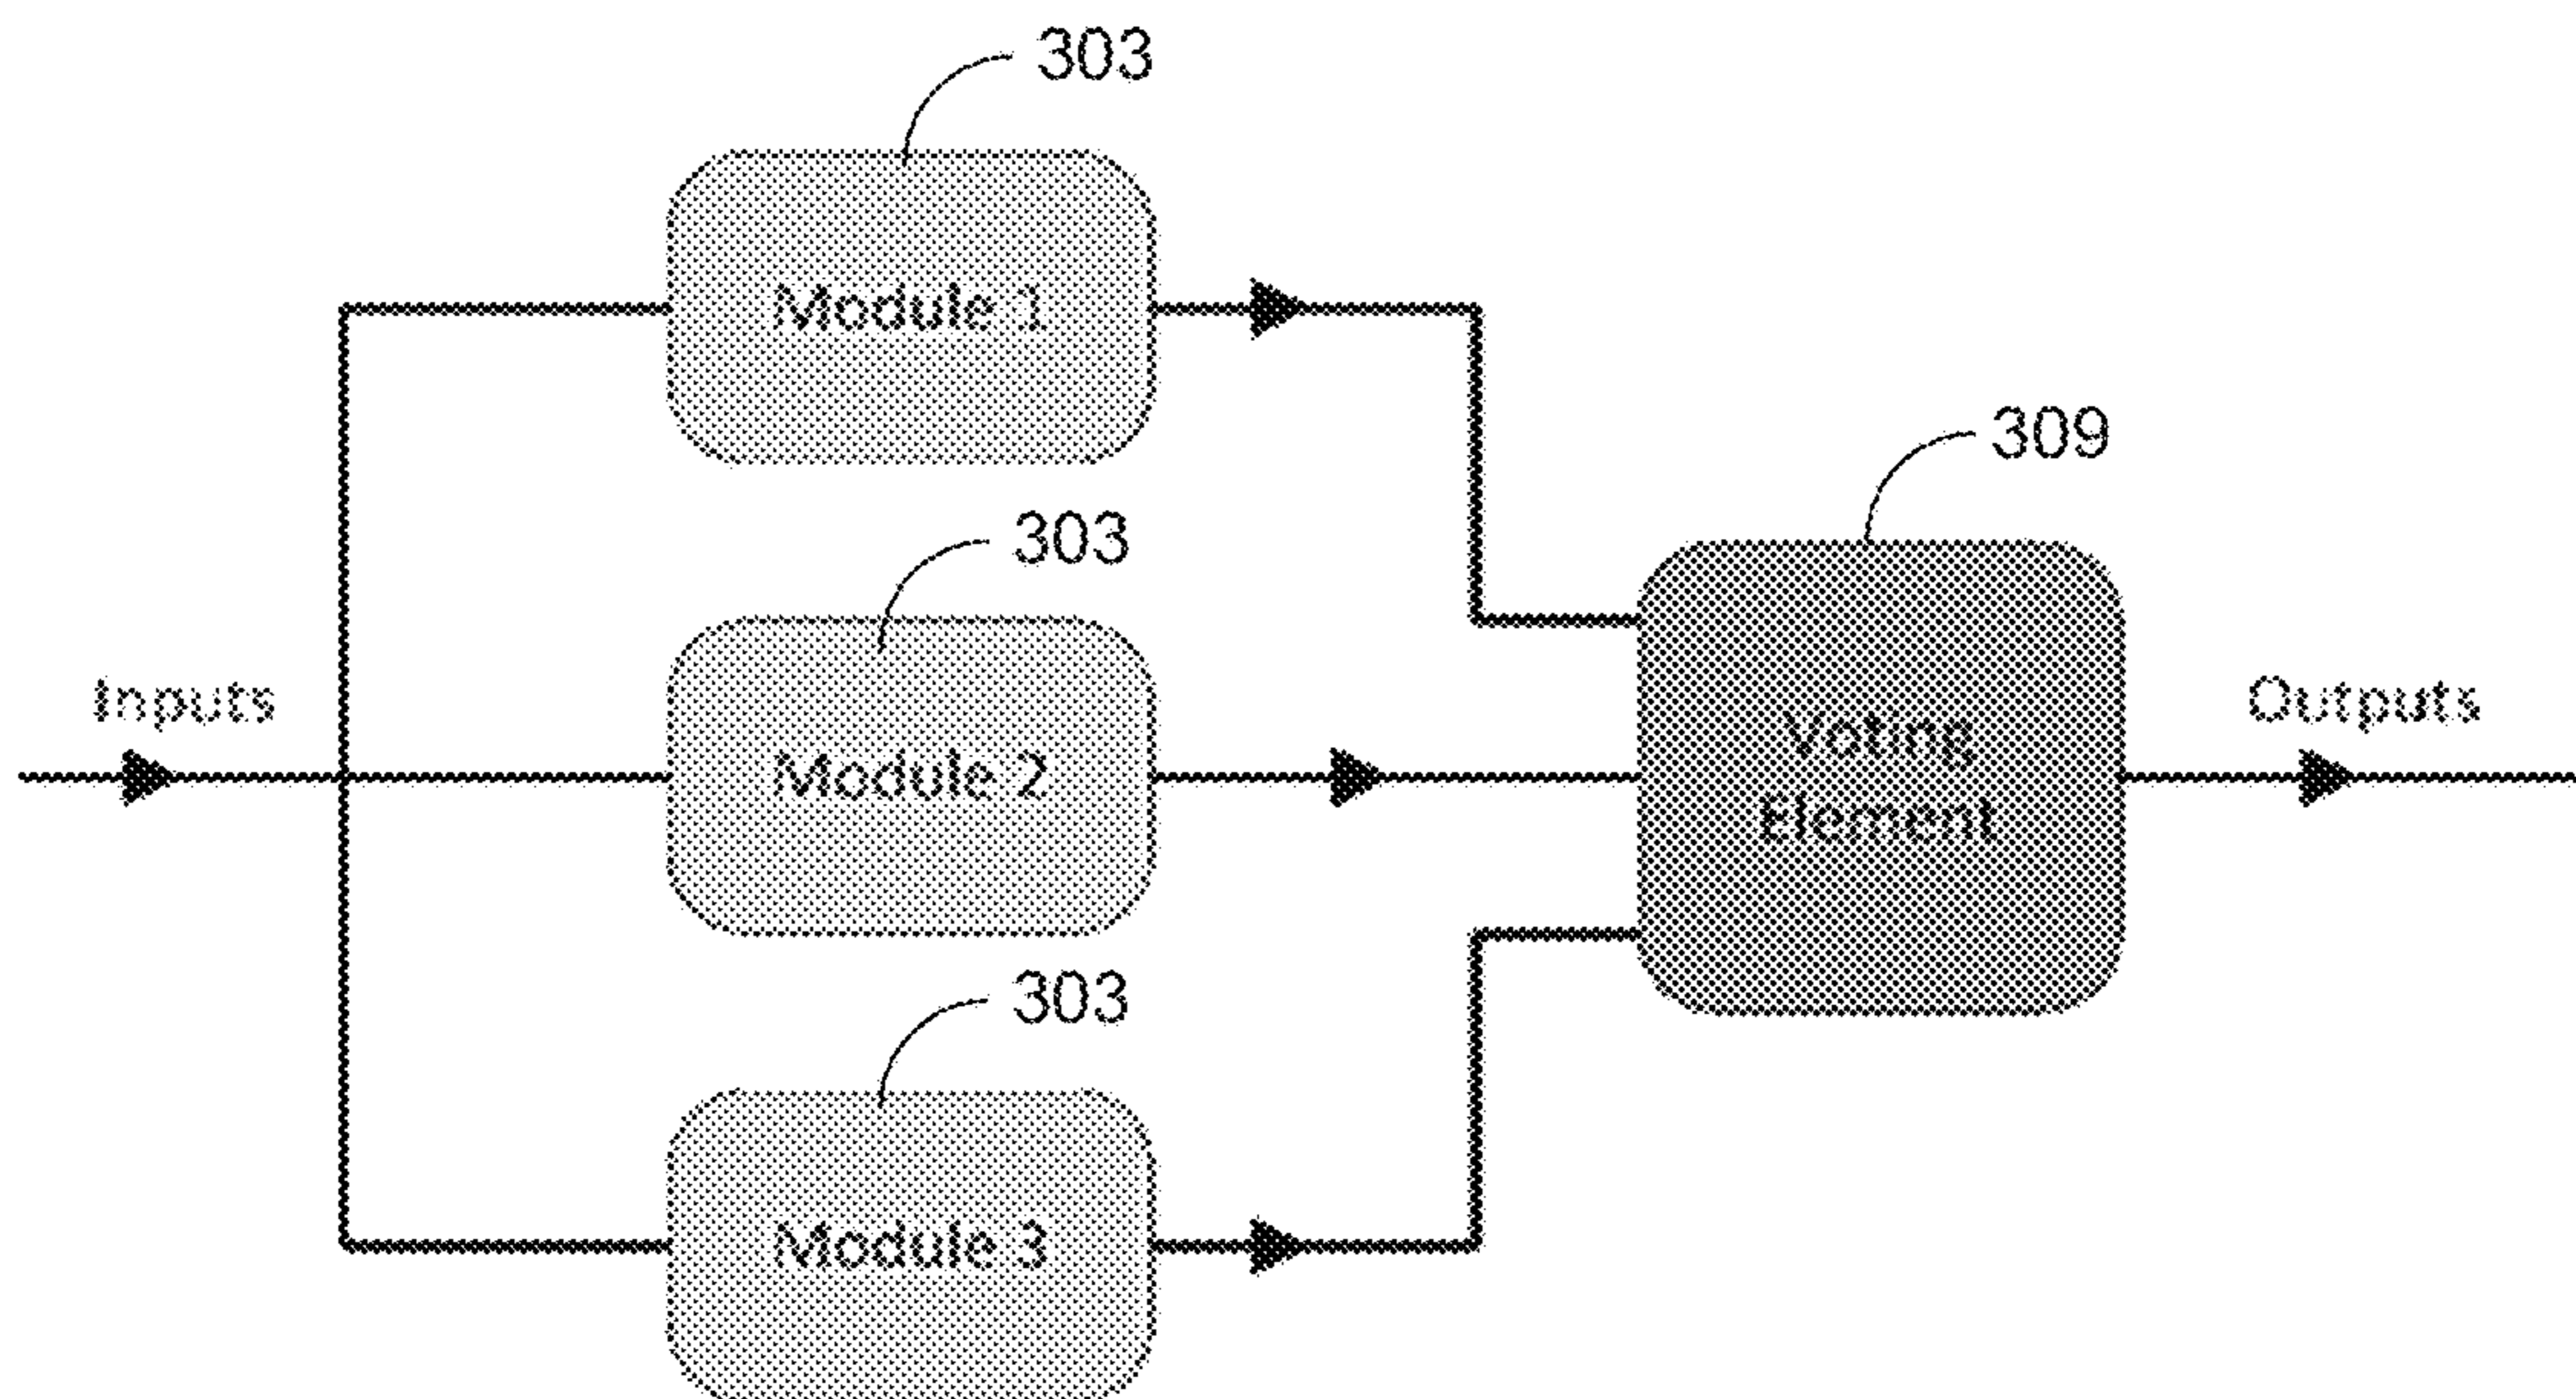 303
Module 1
303
309
Inputs
Module 2
Voting
Element
Outputs
303
Module 3